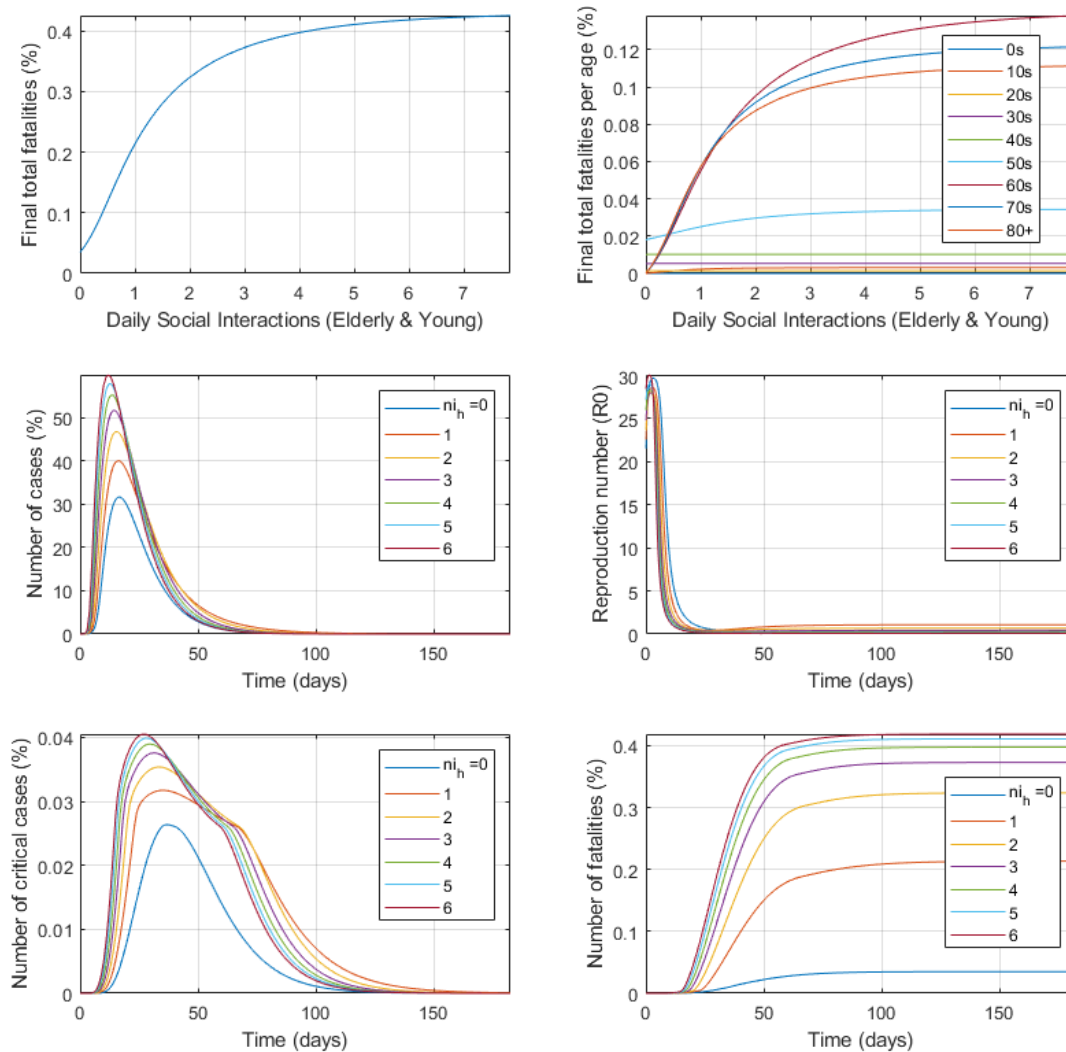 Final total fatalities (%)
0.4
0.3
0.2
0.1
0
0 1 2 3 4 5 6 7
Daily Social Interactions (Elderly & Young)
Final total fatalities per age (%)
0.12
0.1
0.08
0.06
0.04
0.02
0
0 1 2 3 4 5 6 7
Daily Social Interactions (Elderly & Young)
0s
10s
20s
30s
40s
50s
60s
70s
80+
Number of cases (%)
50
40
30
20
10
0
0 50 100 150
Time (days)
ni_h =0
1
2
3
4
5
6
Reproduction number (R0)
30
25
20
15
10
5
0
0 50 100 150
Time (days)
ni_h =0
1
2
3
4
5
6
Number of critical cases (%)
0.04
0.03
0.02
0.01
0
0 50 100 150
Time (days)
ni_h =0
1
2
3
4
5
6
Number of fatalities (%)
0.4
0.3
0.2
0.1
0
0 50 100 150
Time (days)
ni_h =0
1
2
3
4
5
6